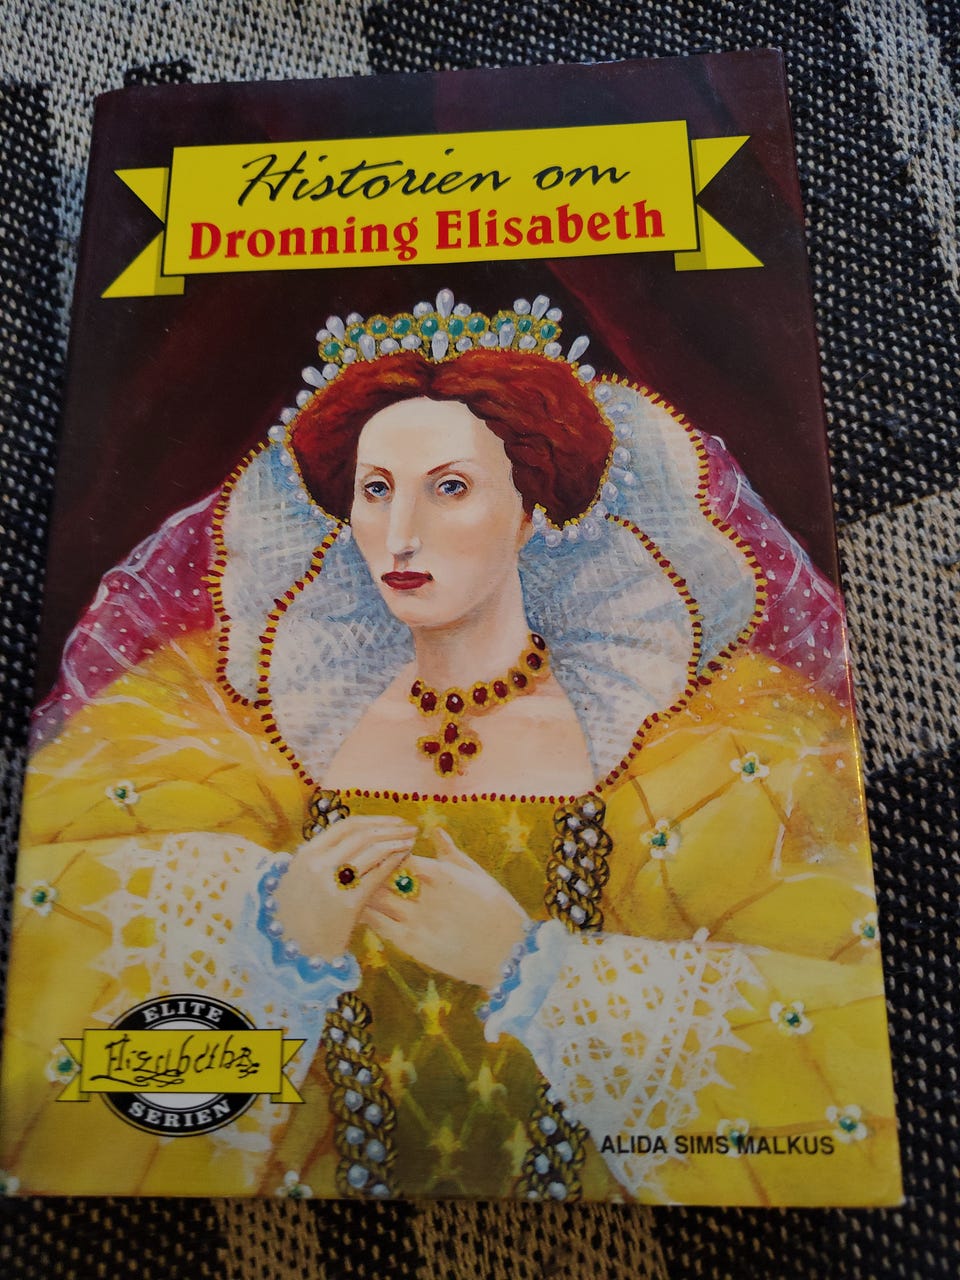 Historien om
Dronning Elisabeth
ELITE
Elizabeth R
SERIEN
ALIDA SIMS MALKUS